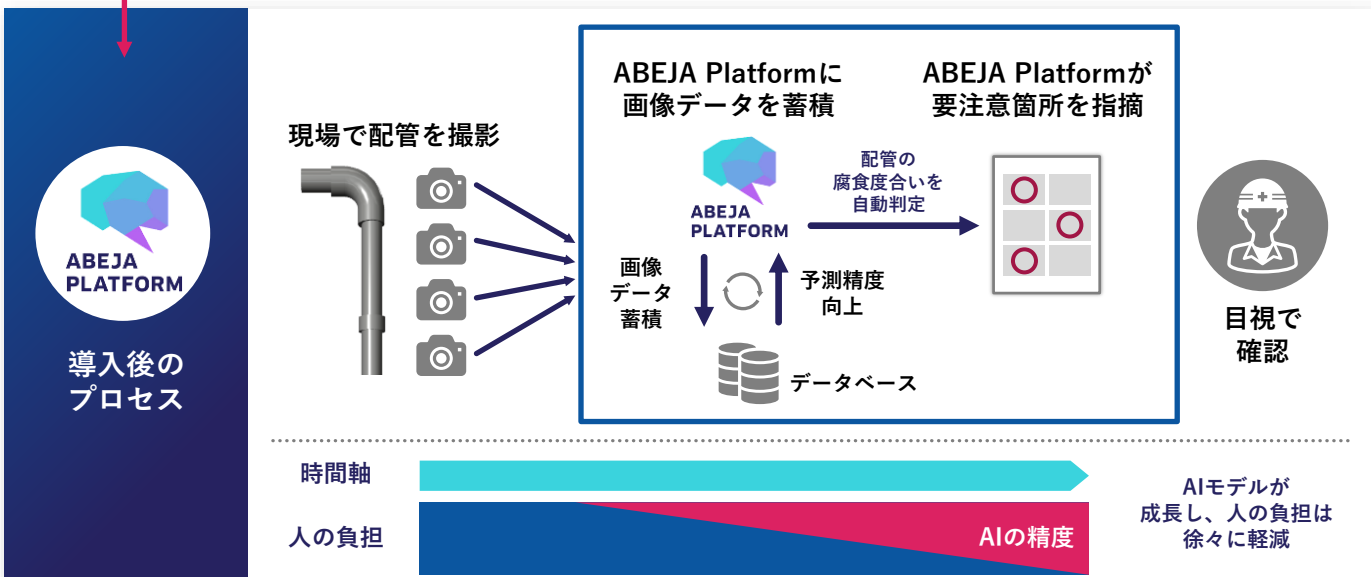 ABEJA
PLATFORM
導入後の
プロセス
現場で配管を撮影
ABEJA Platformに
画像データを蓄積
ABEJA
PLATFORM
画像
データ
蓄積
予測精度
向上
データベース
配管の
腐食度合いを
自動判定
ABEJA Platformが
要注意箇所を指摘
目視で
確認
時間軸
人の負担
AIの精度
AIモデルが
成長し、人の負担は
徐々に軽減